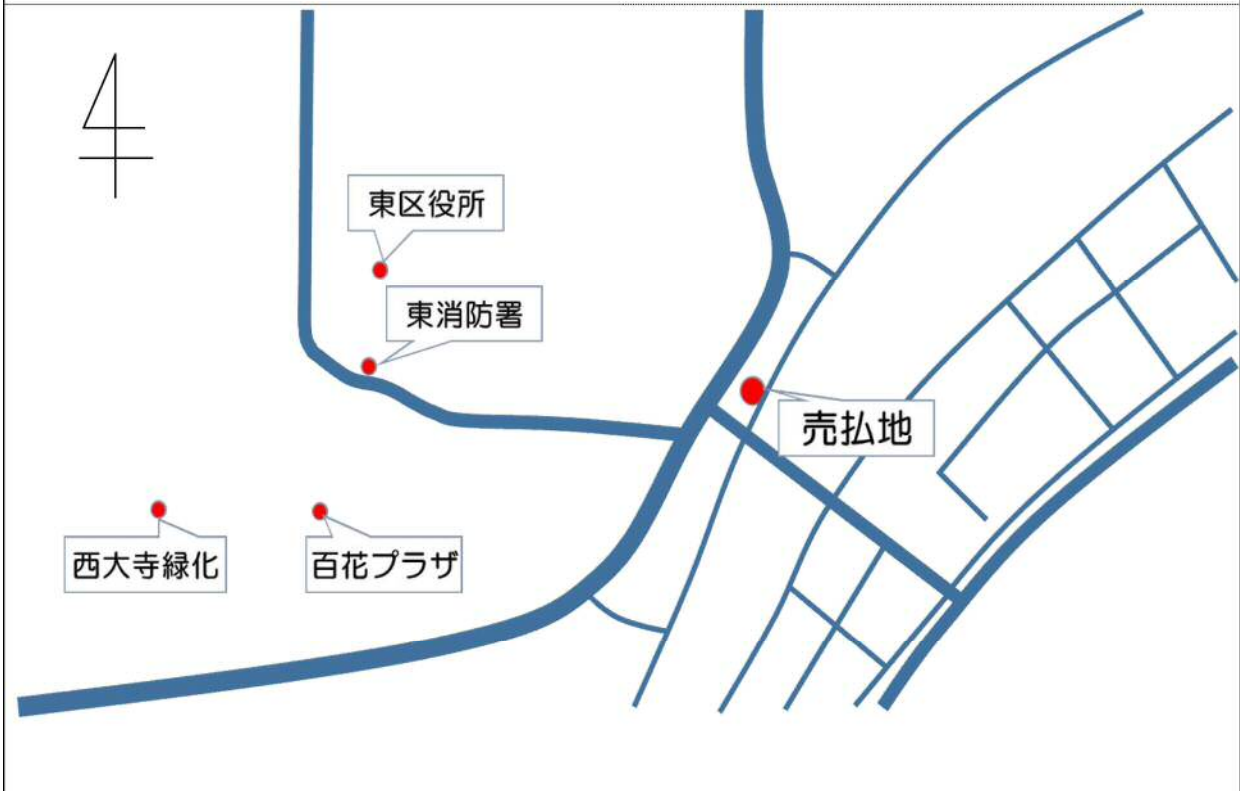 東区役所
東消防署
売払地
西大寺緑化
百花プラザ